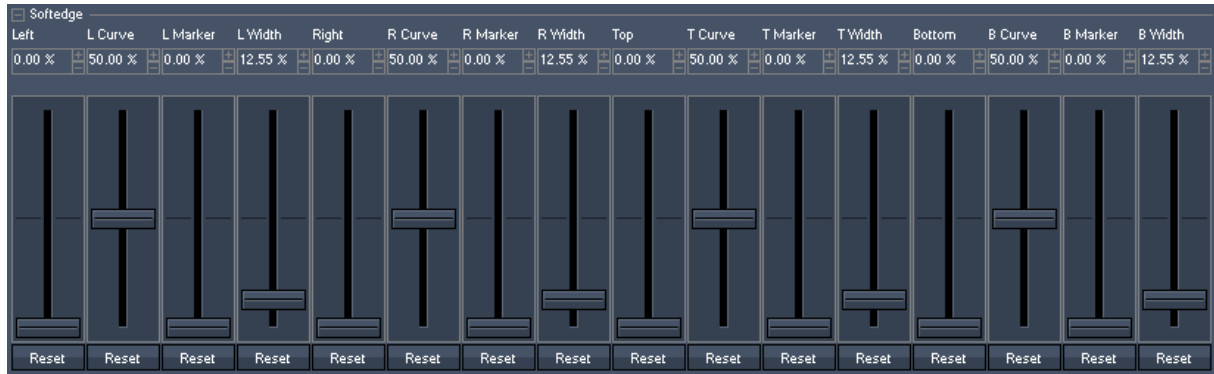 Softedge
Left L Curve L Marker L Width Right R Curve R Marker R Width Top T Curve T Marker T Width Bottom B Curve B Marker B Width
0.00 % 50.00 % 0.00 % 12.55 % 0.00 % 50.00 % 0.00 % 12.55 % 0.00 % 50.00 % 0.00 % 12.55 % 0.00 % 50.00 % 0.00 % 12.55 %
Reset Reset Reset Reset Reset Reset Reset Reset Reset Reset Reset Reset Reset Reset Reset Reset